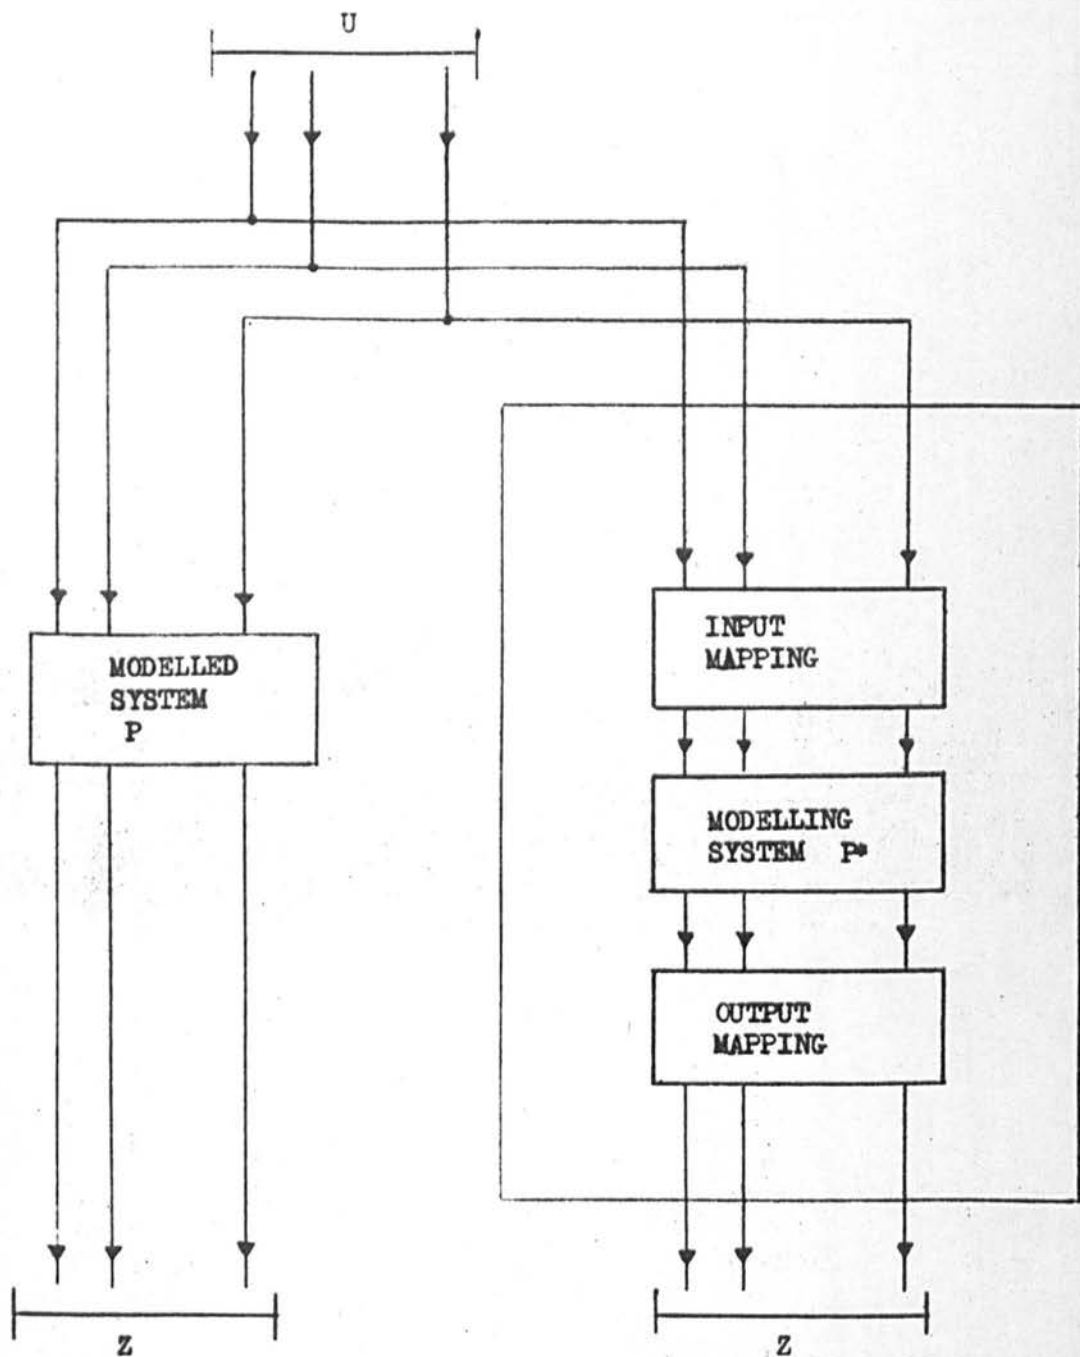 U
MODELLED
SYSTEM
P
INPUT
MAPPING
MODELLING
SYSTEM P*
OUTPUT
MAPPING
Z
Z